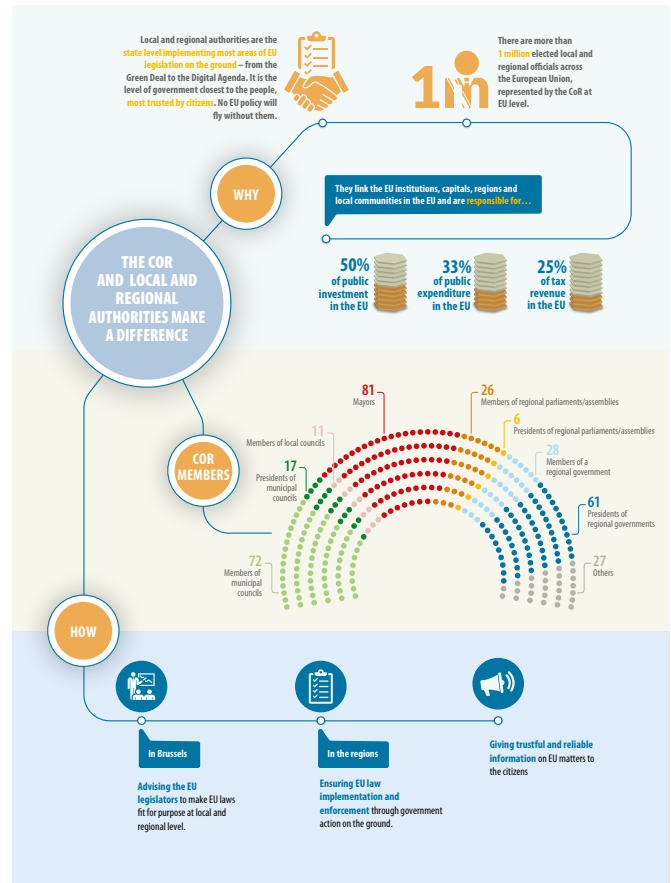 Local and regional authorities are the
state level implementing most areas of EU
legislation on the ground – from the
Green Deal to the Digital Agenda. It is the
level of government closest to the people,
most trusted by citizens. No EU policy will
fly without them.
1m
There are more than
1 million elected local and
regional officials across
the European Union,
represented by the CoR at
EU level.
WHY
They link the EU institutions, capitals, regions and
local communities in the EU and are responsible for…
THE COR
AND LOCAL AND
REGIONAL
AUTHORITIES MAKE
A DIFFERENCE
50%
of public
investment
in the EU
33%
of public
expenditure
in the EU
25%
of tax
revenue
in the EU
COR
MEMBERS
81
Mayors
26
Members of regional parliaments/assemblies
6
Presidents of regional parliaments/assemblies
11
Members of local councils
28
Members of a
regional government
17
Presidents of
municipal
councils
61
Presidents of
regional governments
72
Members of
municipal
councils
27
Others
HOW
In Brussels
Advising the EU
legislators to make EU laws
fit for purpose at local and
regional level.
In the regions
Ensuring EU law
implementation and
enforcement through government
action on the ground.
Giving trustful and reliable
information on EU matters to
the citizens